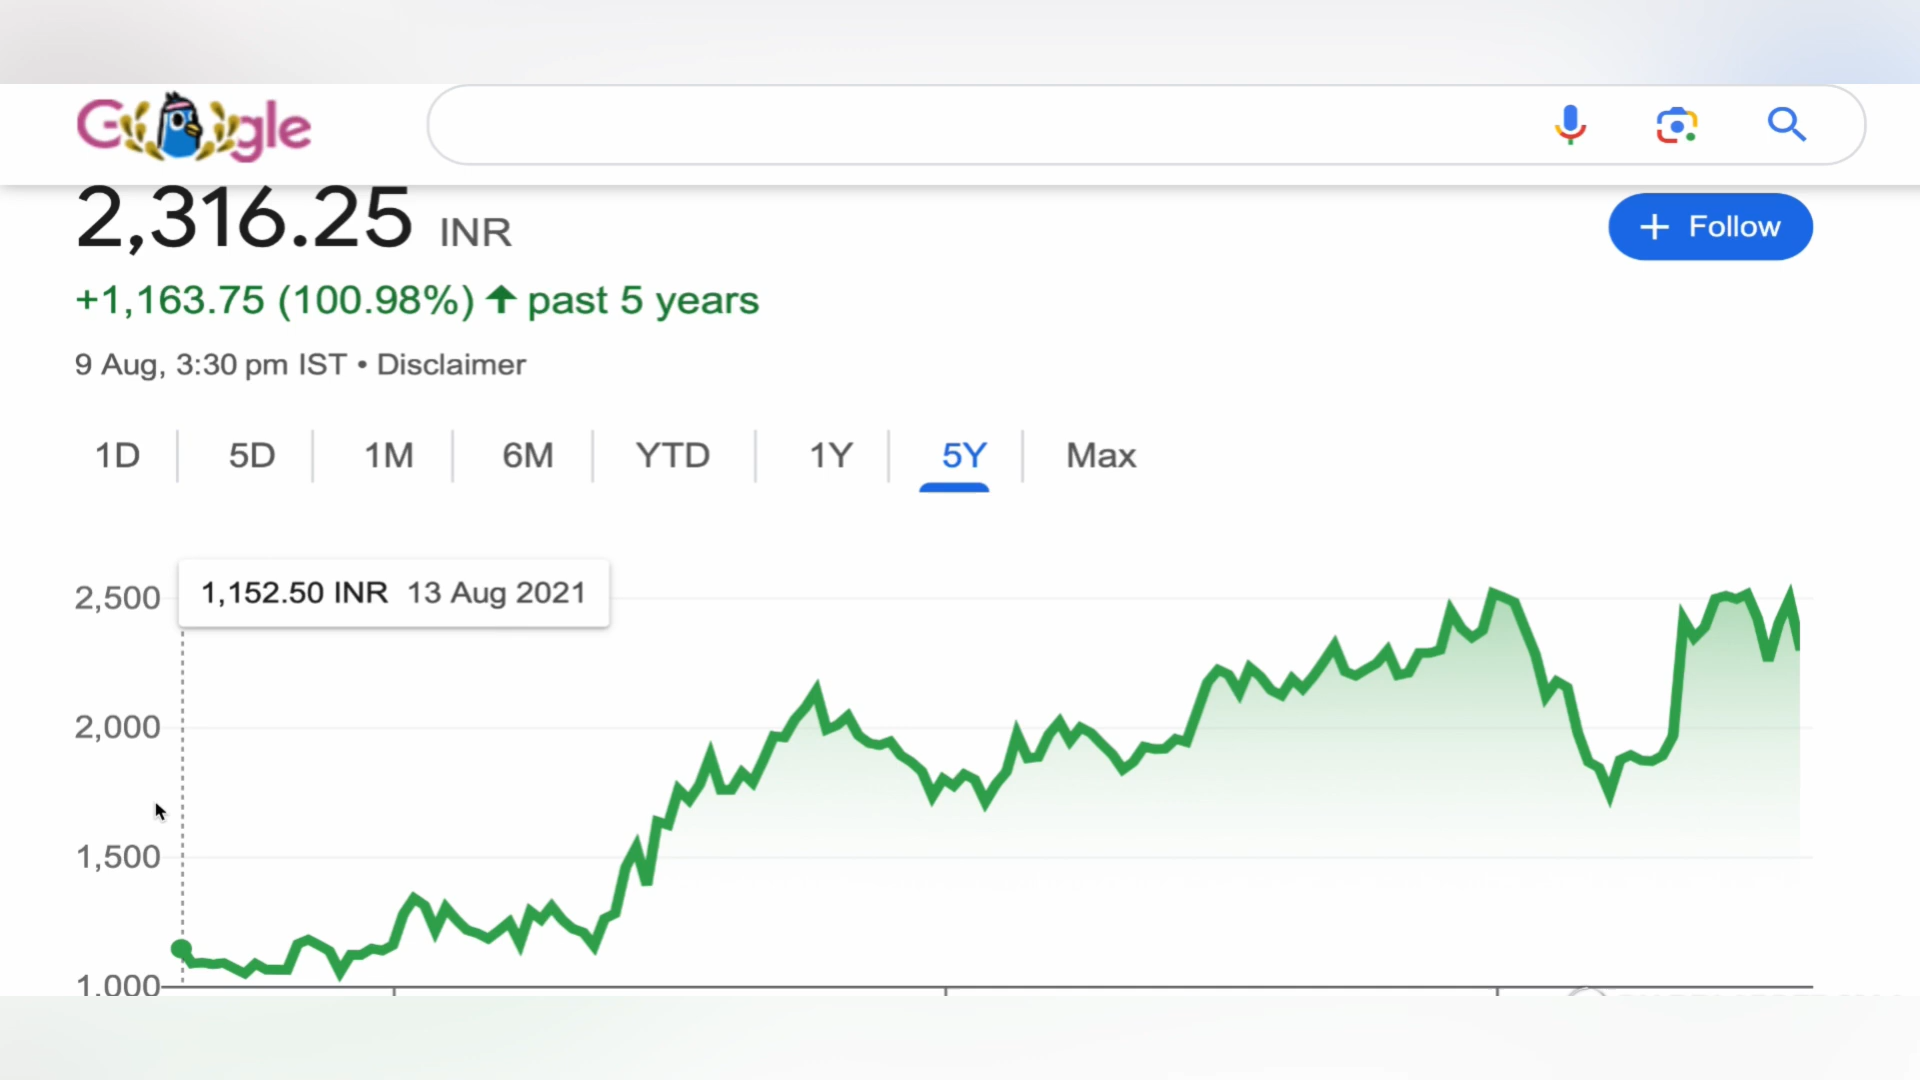 Google
2,316.25 INR
+ Follow
+1,163.75 (100.98%) ↑ past 5 years
9 Aug, 3:30 pm IST • Disclaimer
1D 5D 1M 6M YTD 1Y 5Y Max
1,152.50 INR 13 Aug 2021
2,500
2,000
1,500
1,000